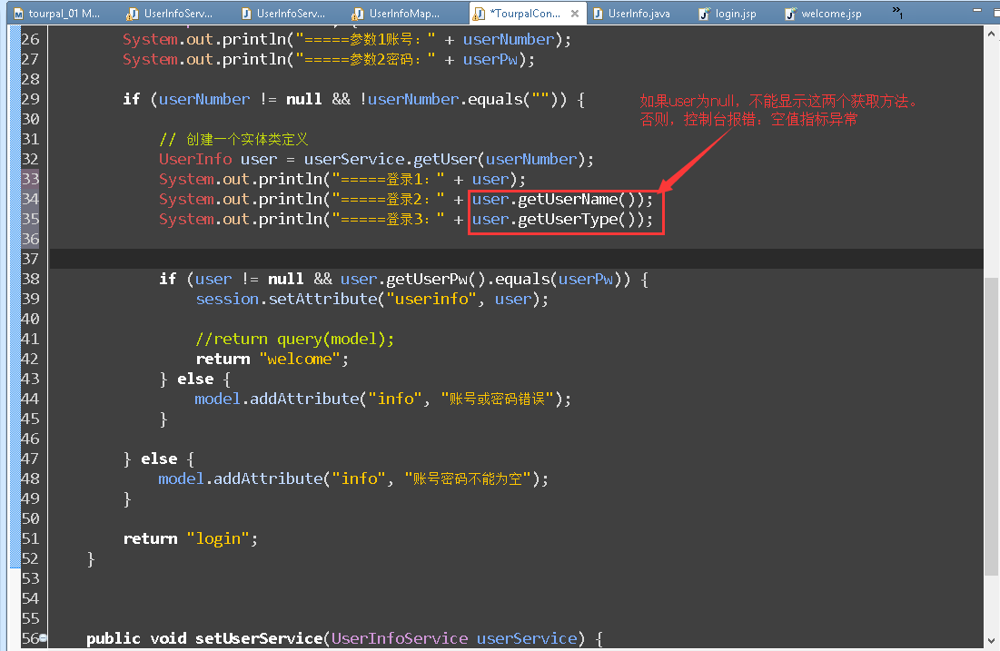 tourpal_01 M...
UserInfoServ...
UserInfoServ...
UserInfoMap...
*TourpalCon...
UserInfo.java
login.jsp
welcome.jsp
»1
26 System.out.println("=====参数1账号：" + userNumber);
27 System.out.println("=====参数2密码：" + userPw);
28
29 if (userNumber != null && !userNumber.equals("")) {
如果user为null，不能显示这两个获取方法。
否则，控制台报错：空值指标异常
30
31 // 创建一个实体类定义
32 UserInfo user = userService.getUser(userNumber);
33 System.out.println("=====登录1：" + user);
34 System.out.println("=====登录2：" + user.getUserName());
35 System.out.println("=====登录3：" + user.getUserType());
36
37
38 if (user != null && user.getUserPw().equals(userPw)) {
39 session.setAttribute("userinfo", user);
40
41 //return query(model);
42 return "welcome";
43 } else {
44 model.addAttribute("info", "账号或密码错误");
45 }
46
47 } else {
48 model.addAttribute("info", "账号密码不能为空");
49 }
50
51 return "login";
52 }
53
54
55
56 public void setUserService(UserInfoService userService) {